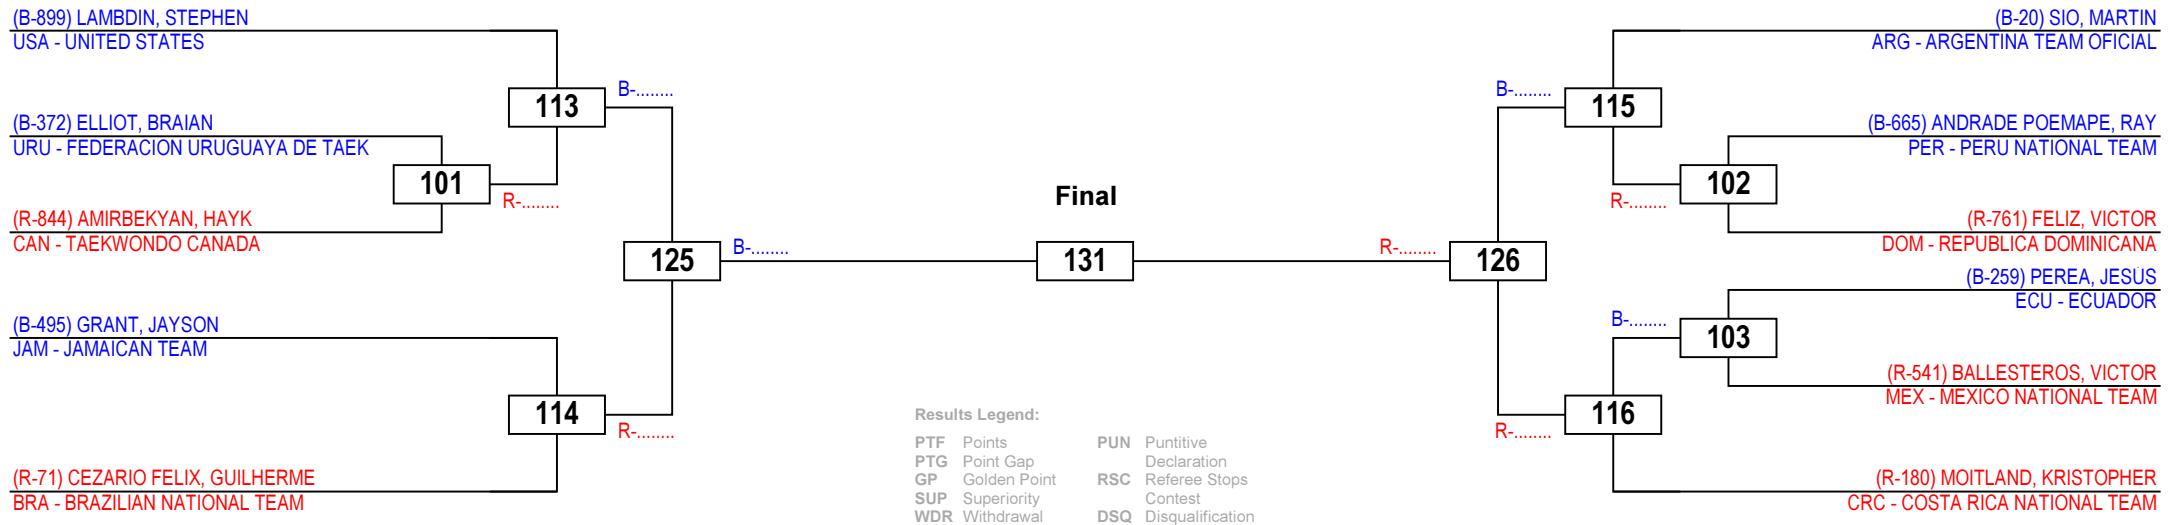 (B-899) LAMBDIN, STEPHEN
USA - UNITED STATES
113
B-........
(B-372) ELLIOT, BRAIAN
URU - FEDERACION URUGUAYA DE TAEK
101
R-........
(R-844) AMIRBEKYAN, HAYK
CAN - TAEKWONDO CANADA
125
B-........
(B-495) GRANT, JAYSON
JAM - JAMAICAN TEAM
114
R-........
(R-71) CEZARIO FELIX, GUILHERME
BRA - BRAZILIAN NATIONAL TEAM
Final
131
(B-20) SIO, MARTIN
ARG - ARGENTINA TEAM OFICIAL
B-........
115
(B-665) ANDRADE POEMAPE, RAY
PER - PERU NATIONAL TEAM
102
R-........
(R-761) FELIZ, VICTOR
DOM - REPUBLICA DOMINICANA
R-........
126
(B-259) PEREA, JESÚS
ECU - ECUADOR
B-........
103
(R-541) BALLESTEROS, VICTOR
MEX - MEXICO NATIONAL TEAM
116
R-........
(R-180) MOITLAND, KRISTOPHER
CRC - COSTA RICA NATIONAL TEAM
Results Legend:
PTF Points
PTG Point Gap
GP Golden Point
SUP Superiority
WDR Withdrawal
PUN Puntitive
Declaration
RSC Referee Stops
Contest
DSQ Disqualification